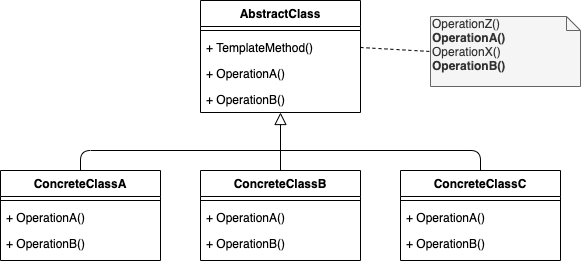 AbstractClass
+ TemplateMethod()
+ OperationA()
+ OperationB()
OperationZ()
OperationA()
OperationX()
OperationB()
ConcreteClassA
+ OperationA()
+ OperationB()
ConcreteClassB
+ OperationA()
+ OperationB()
ConcreteClassC
+ OperationA()
+ OperationB()